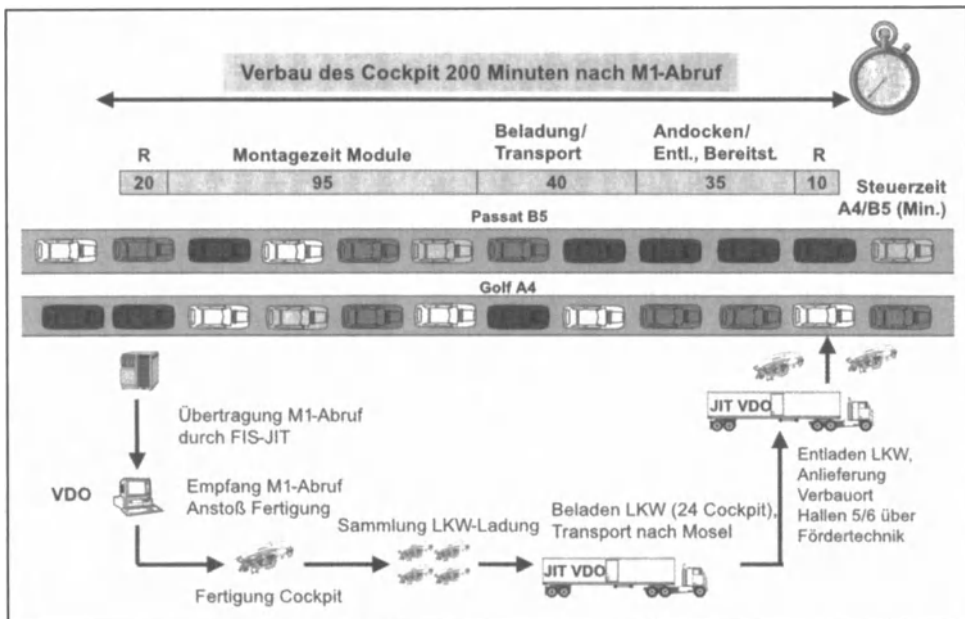 Verbau des Cockpit 200 Minuten nach M1-Abruf
R
Montagezeit Module
Beladung/
Transport
Andocken/
Entl., Bereitst.
R
20
95
40
35
10
Steuerzeit
A4/B5 (Min.)
Passat B5
Golf A4
Übertragung M1-Abruf
durch FIS-JIT
VDO
Empfang M1-Abruf
Anstoß Fertigung
Fertigung Cockpit
Sammlung LKW-Ladung
Beladen LKW (24 Cockpit),
Transport nach Mosel
JIT VDO
JIT VDO
Entladen LKW,
Anlieferung
Verbauort
Hallen 5/6 über
Fördertechnik